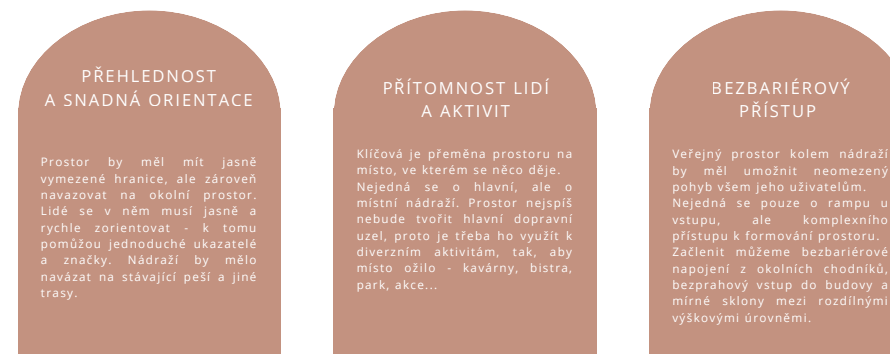 PŘEHLEDNOST
A SNADNÁ ORIENTACE
Prostor by měl mít jasně
vymezené hranice, ale zároveň
navazovat na okolní prostor.
Lidé se v něm musí jasně a
rychle zorientovat - k tomu
pomůžou jednoduché ukazatelé
a značky. Nádraží by mělo
navázat na stávající peší a jiné
trasy.
PŘÍTOMNOST LIDÍ
A AKTIVIT
Klíčová je přeměna prostoru na
místo, ve kterém se něco děje.
Nejedná se o hlavní, ale o
místní nádraží. Prostor nejspíš
nebude tvořit hlavní dopravní
uzel, proto je třeba ho využít k
diverzním aktivitám, tak, aby
místo ožilo - kavárny, bistra,
park, akce...
BEZBARIÉROVÝ
PŘÍSTUP
Veřejný prostor kolem nádraží
by měl umožnit neomezený
pohyb všem jeho uživatelům.
Nejedná se pouze o rampu u
vstupu, ale komplexního
přístupu k formování prostoru.
Začlenit můžeme bezbariérové
napojení z okolních chodníků,
bezprahový vstup do budovy a
mírné sklony mezi rozdílnými
výškovými úrovněmi.